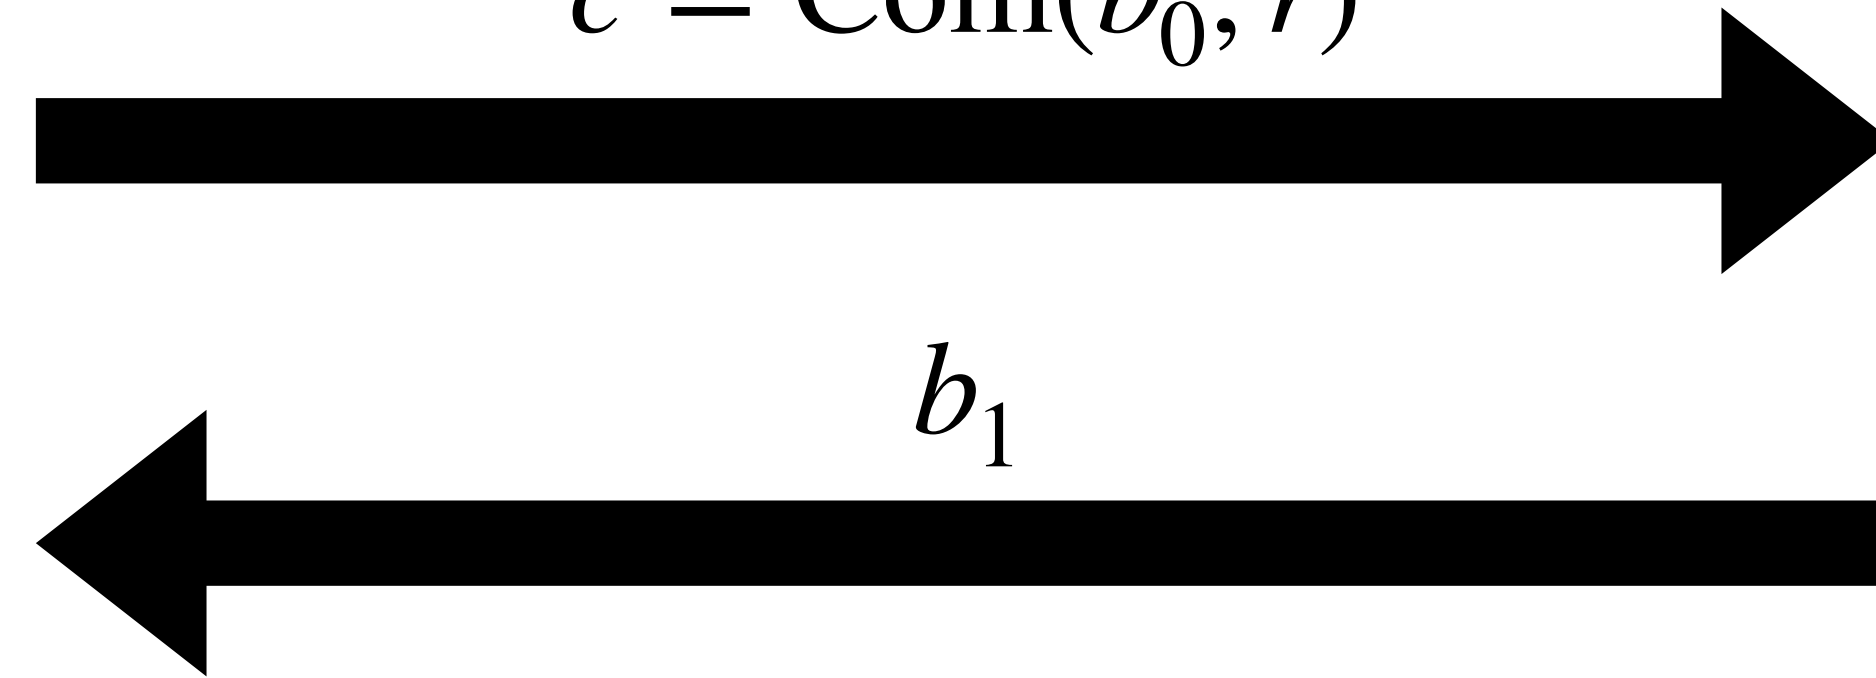 c = Com(b₀, r)
b₁